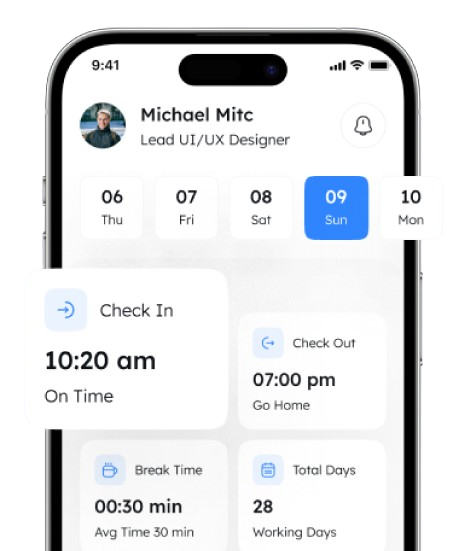 9:41
Michael Mitc
Lead UI/UX Designer
06 07 08 09 10
Thu Fri Sat Sun Mon
Check In
10:20 am
On Time
Check Out
07:00 pm
Go Home
Break Time
00:30 min
Avg Time 30 min
Total Days
28
Working Days